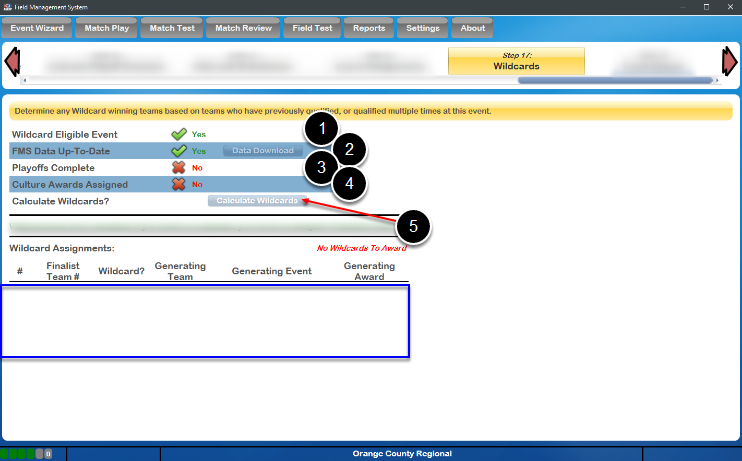 Field Management System
Event Wizard Match Play Match Test Match Review Field Test Reports Settings About
Step 17:
Wildcards
Determine any Wildcard winning teams based on teams who have previously qualified, or qualified multiple times at this event.
1
Wildcard Eligible Event Yes
2
FMS Data Up-To-Date Yes Data Download
3
Playoffs Complete No
4
Culture Awards Assigned No
Calculate Wildcards? Calculate Wildcards
5
Wildcard Assignments: No Wildcards To Award
# Finalist Team # Wildcard? Generating Team Generating Event Generating Award
0
Orange County Regional